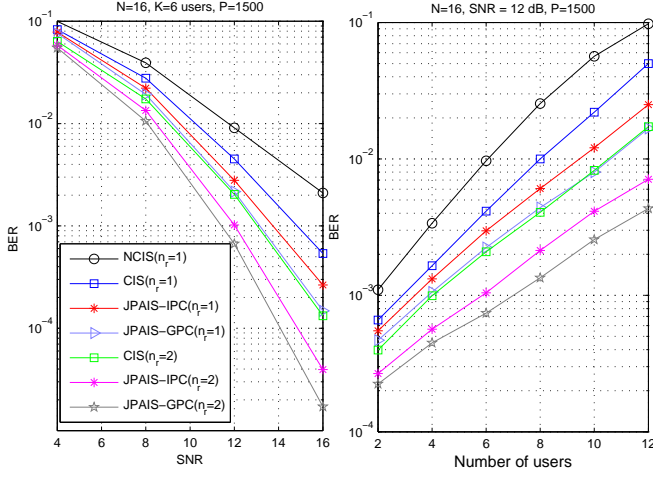 N=16, K=6 users, P=1500
10^-1
10^-2
10^-3
10^-4
BER
4 6 8 10 12 14 16
SNR
NCIS(n_r=1)
CIS(n_r=1)
JPAIS−IPC(n_r=1)
JPAIS−GPC(n_r=1)
CIS(n_r=2)
JPAIS−IPC(n_r=2)
JPAIS−GPC(n_r=2)
N=16, SNR = 12 dB, P=1500
10^-1
10^-2
10^-3
10^-4
BER
2 4 6 8 10 12
Number of users